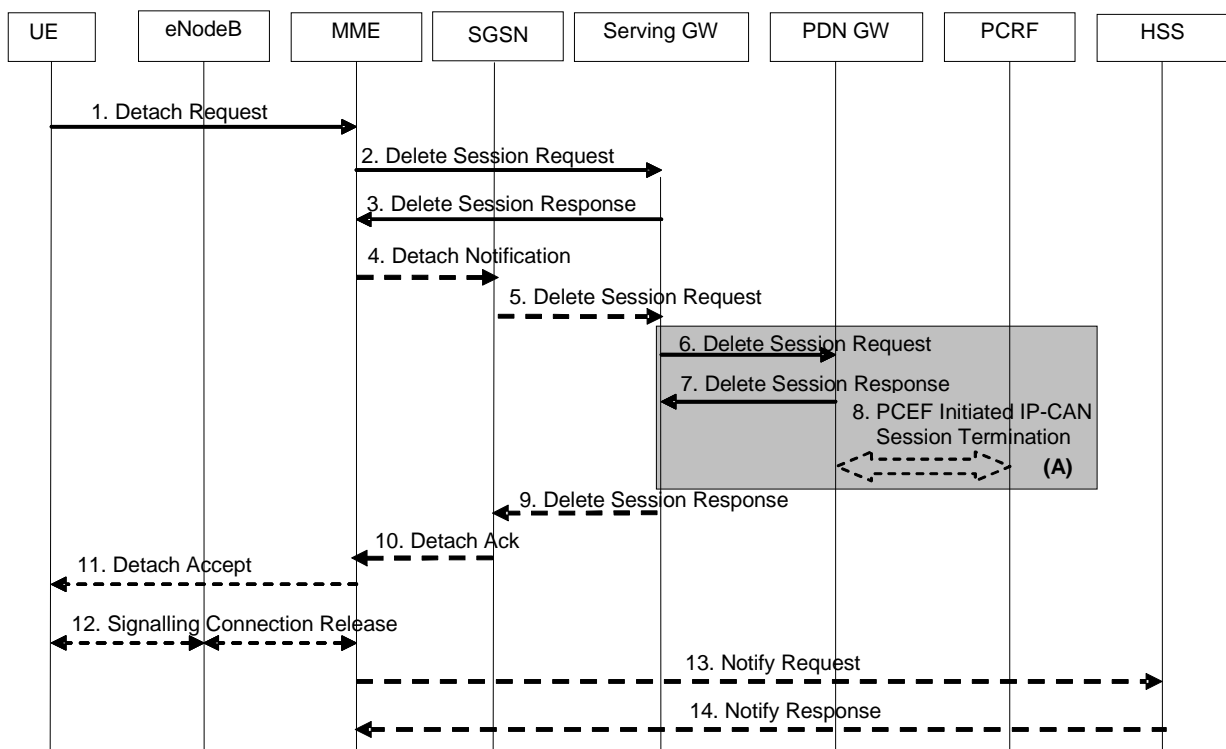 UE
eNodeB
MME
SGSN
Serving GW
PDN GW
PCRF
HSS
1. Detach Request
2. Delete Session Request
3. Delete Session Response
4. Detach Notification
5. Delete Session Request
6. Delete Session Request
7. Delete Session Response
8. PCEF Initiated IP-CAN
Session Termination
(A)
9. Delete Session Response
10. Detach Ack
11. Detach Accept
12. Signalling Connection Release
13. Notify Request
14. Notify Response